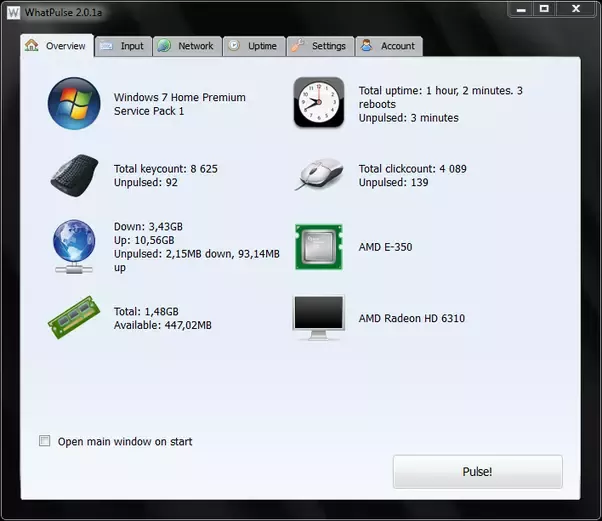 WhatPulse 2.0.1a
Overview
Input
Network
Uptime
Settings
Account
Windows 7 Home Premium
Service Pack 1
Total uptime: 1 hour, 2 minutes. 3
reboots
Unpulsed: 3 minutes
Total keycount: 8 625
Unpulsed: 92
Total clickcount: 4 089
Unpulsed: 139
Down: 3,43GB
Up: 10,56GB
Unpulsed: 2,15MB down, 93,14MB
up
AMD E-350
Total: 1,48GB
Available: 447,02MB
AMD Radeon HD 6310
Open main window on start
Pulse!